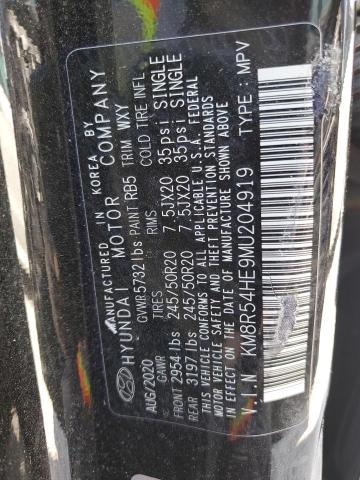 MANUFACTURED IN KOREA BY
HYUNDAI MOTOR COMPANY
AUG/2020 GVWR 5732 lbs PAINT RB5 TRIM WXY
GAWR TIRES RIMS COLD TIRE INFL.
FRONT 2954 lbs 245/50R20 7.5JX20 35psi SINGLE
REAR 3197 lbs 245/50R20 7.5JX20 35psi SINGLE
THIS VEHICLE CONFORMS TO ALL APPLICABLE U.S.A. FEDERAL
MOTOR VEHICLE SAFETY AND THEFT PREVENTION STANDARDS
IN EFFECT ON THE DATE OF MANUFACTURE SHOWN ABOVE
V.I.N. KM8R54HE9MU204919 TYPE: MPV